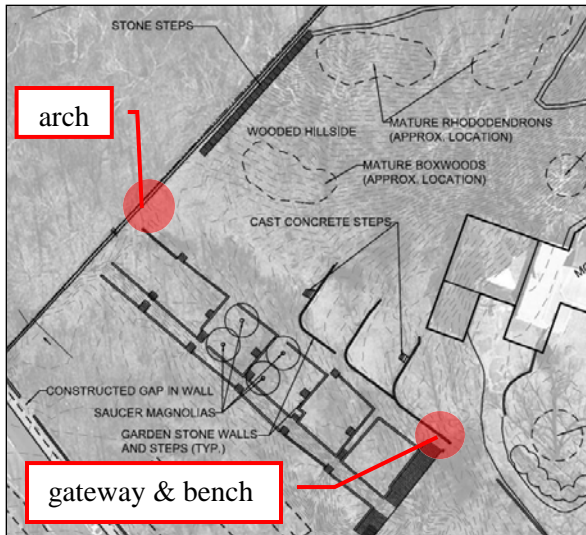 STONE STEPS
arch
WOODED HILLSIDE
MATURE RHODODENDRONS
(APPROX. LOCATION)
MATURE BOXWOODS
(APPROX. LOCATION)
CAST CONCRETE STEPS
CONSTRUCTED GAP IN WALL
SAUCER MAGNOLIAS
GARDEN STONE WALLS
AND STEPS (TYP.)
gateway & bench